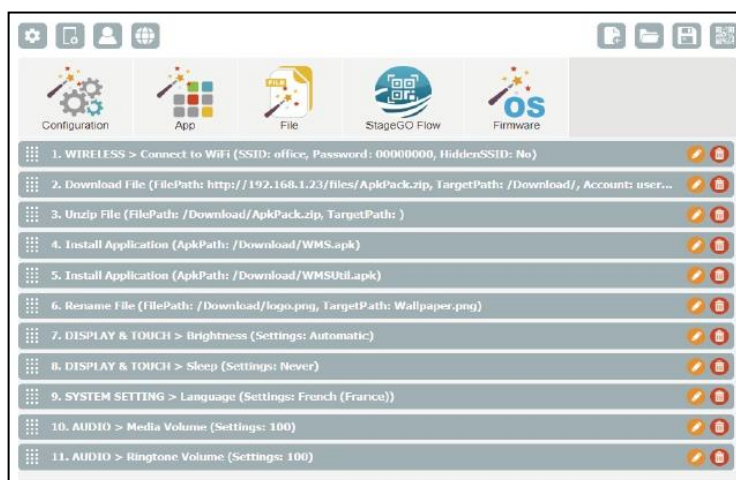 Configuration
App
FILE
File
StageGO Flow
OS
Firmware
1. WIRELESS > Connect to WiFi (SSID: office, Password: 00000000, HiddenSSID: No)
2. Download File (FilePath: http://192.168.1.23/files/ApkPack.zip, TargetPath: /Download/, Account: user...
3. Unzip File (FilePath: /Download/ApkPack.zip, TargetPath: )
4. Install Application (ApkPath: /Download/WMS.apk)
5. Install Application (ApkPath: /Download/WMSUtil.apk)
6. Rename File (FilePath: /Download/logo.png, TargetPath: Wallpaper.png)
7. DISPLAY & TOUCH > Brightness (Settings: Automatic)
8. DISPLAY & TOUCH > Sleep (Settings: Never)
9. SYSTEM SETTING > Language (Settings: French (France))
10. AUDIO > Media Volume (Settings: 100)
11. AUDIO > Ringtone Volume (Settings: 100)